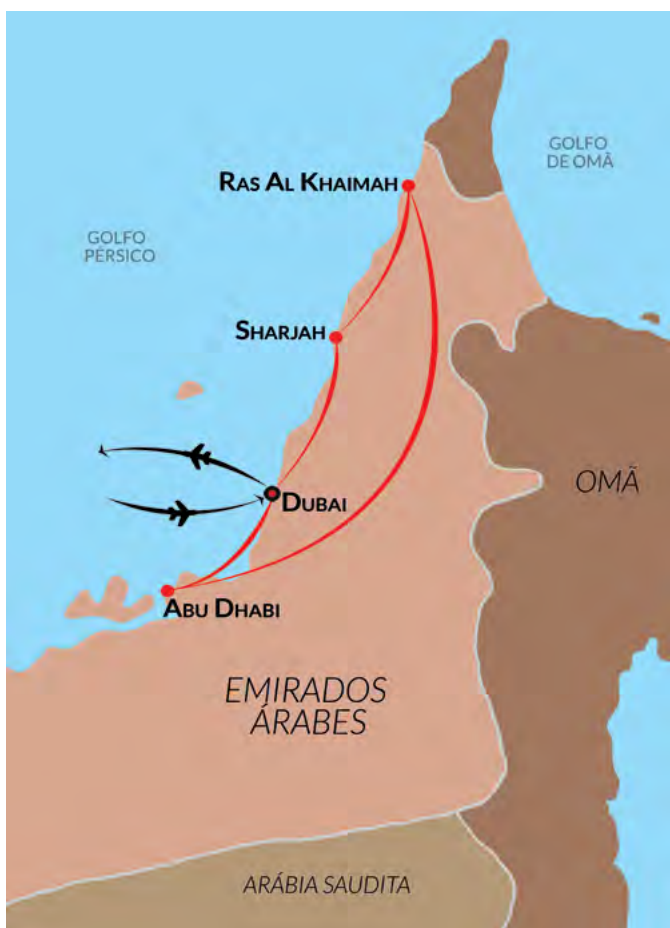 GOLFO
DE OMÃ
RAS AL KHAIMAH
GOLFO
PÉRSICO
SHARJAH
OMÃ
DUBAI
ABU DHABI
EMIRADOS
ÁRABES
ARÁBIA SAUDITA